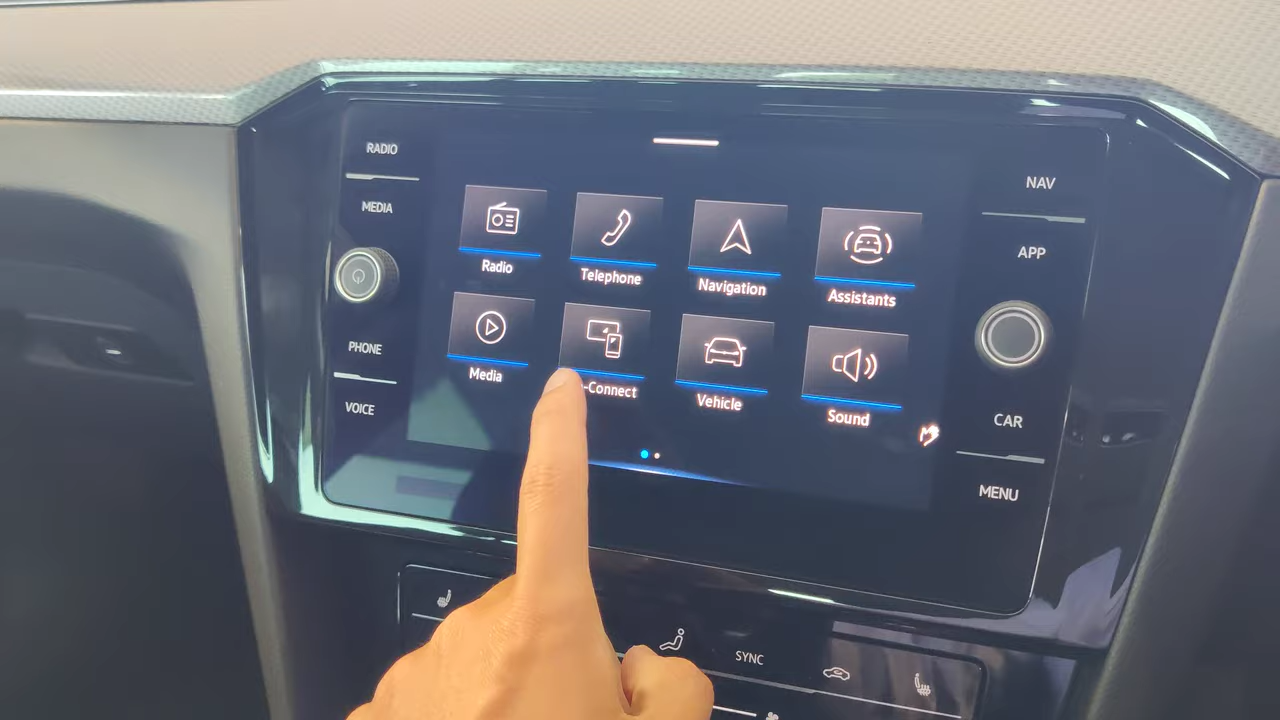 RADIO
MEDIA
PHONE
VOICE
Radio
Telephone
Navigation
Assistants
Media
-Connect
Vehicle
Sound
NAV
APP
CAR
MENU
SYNC